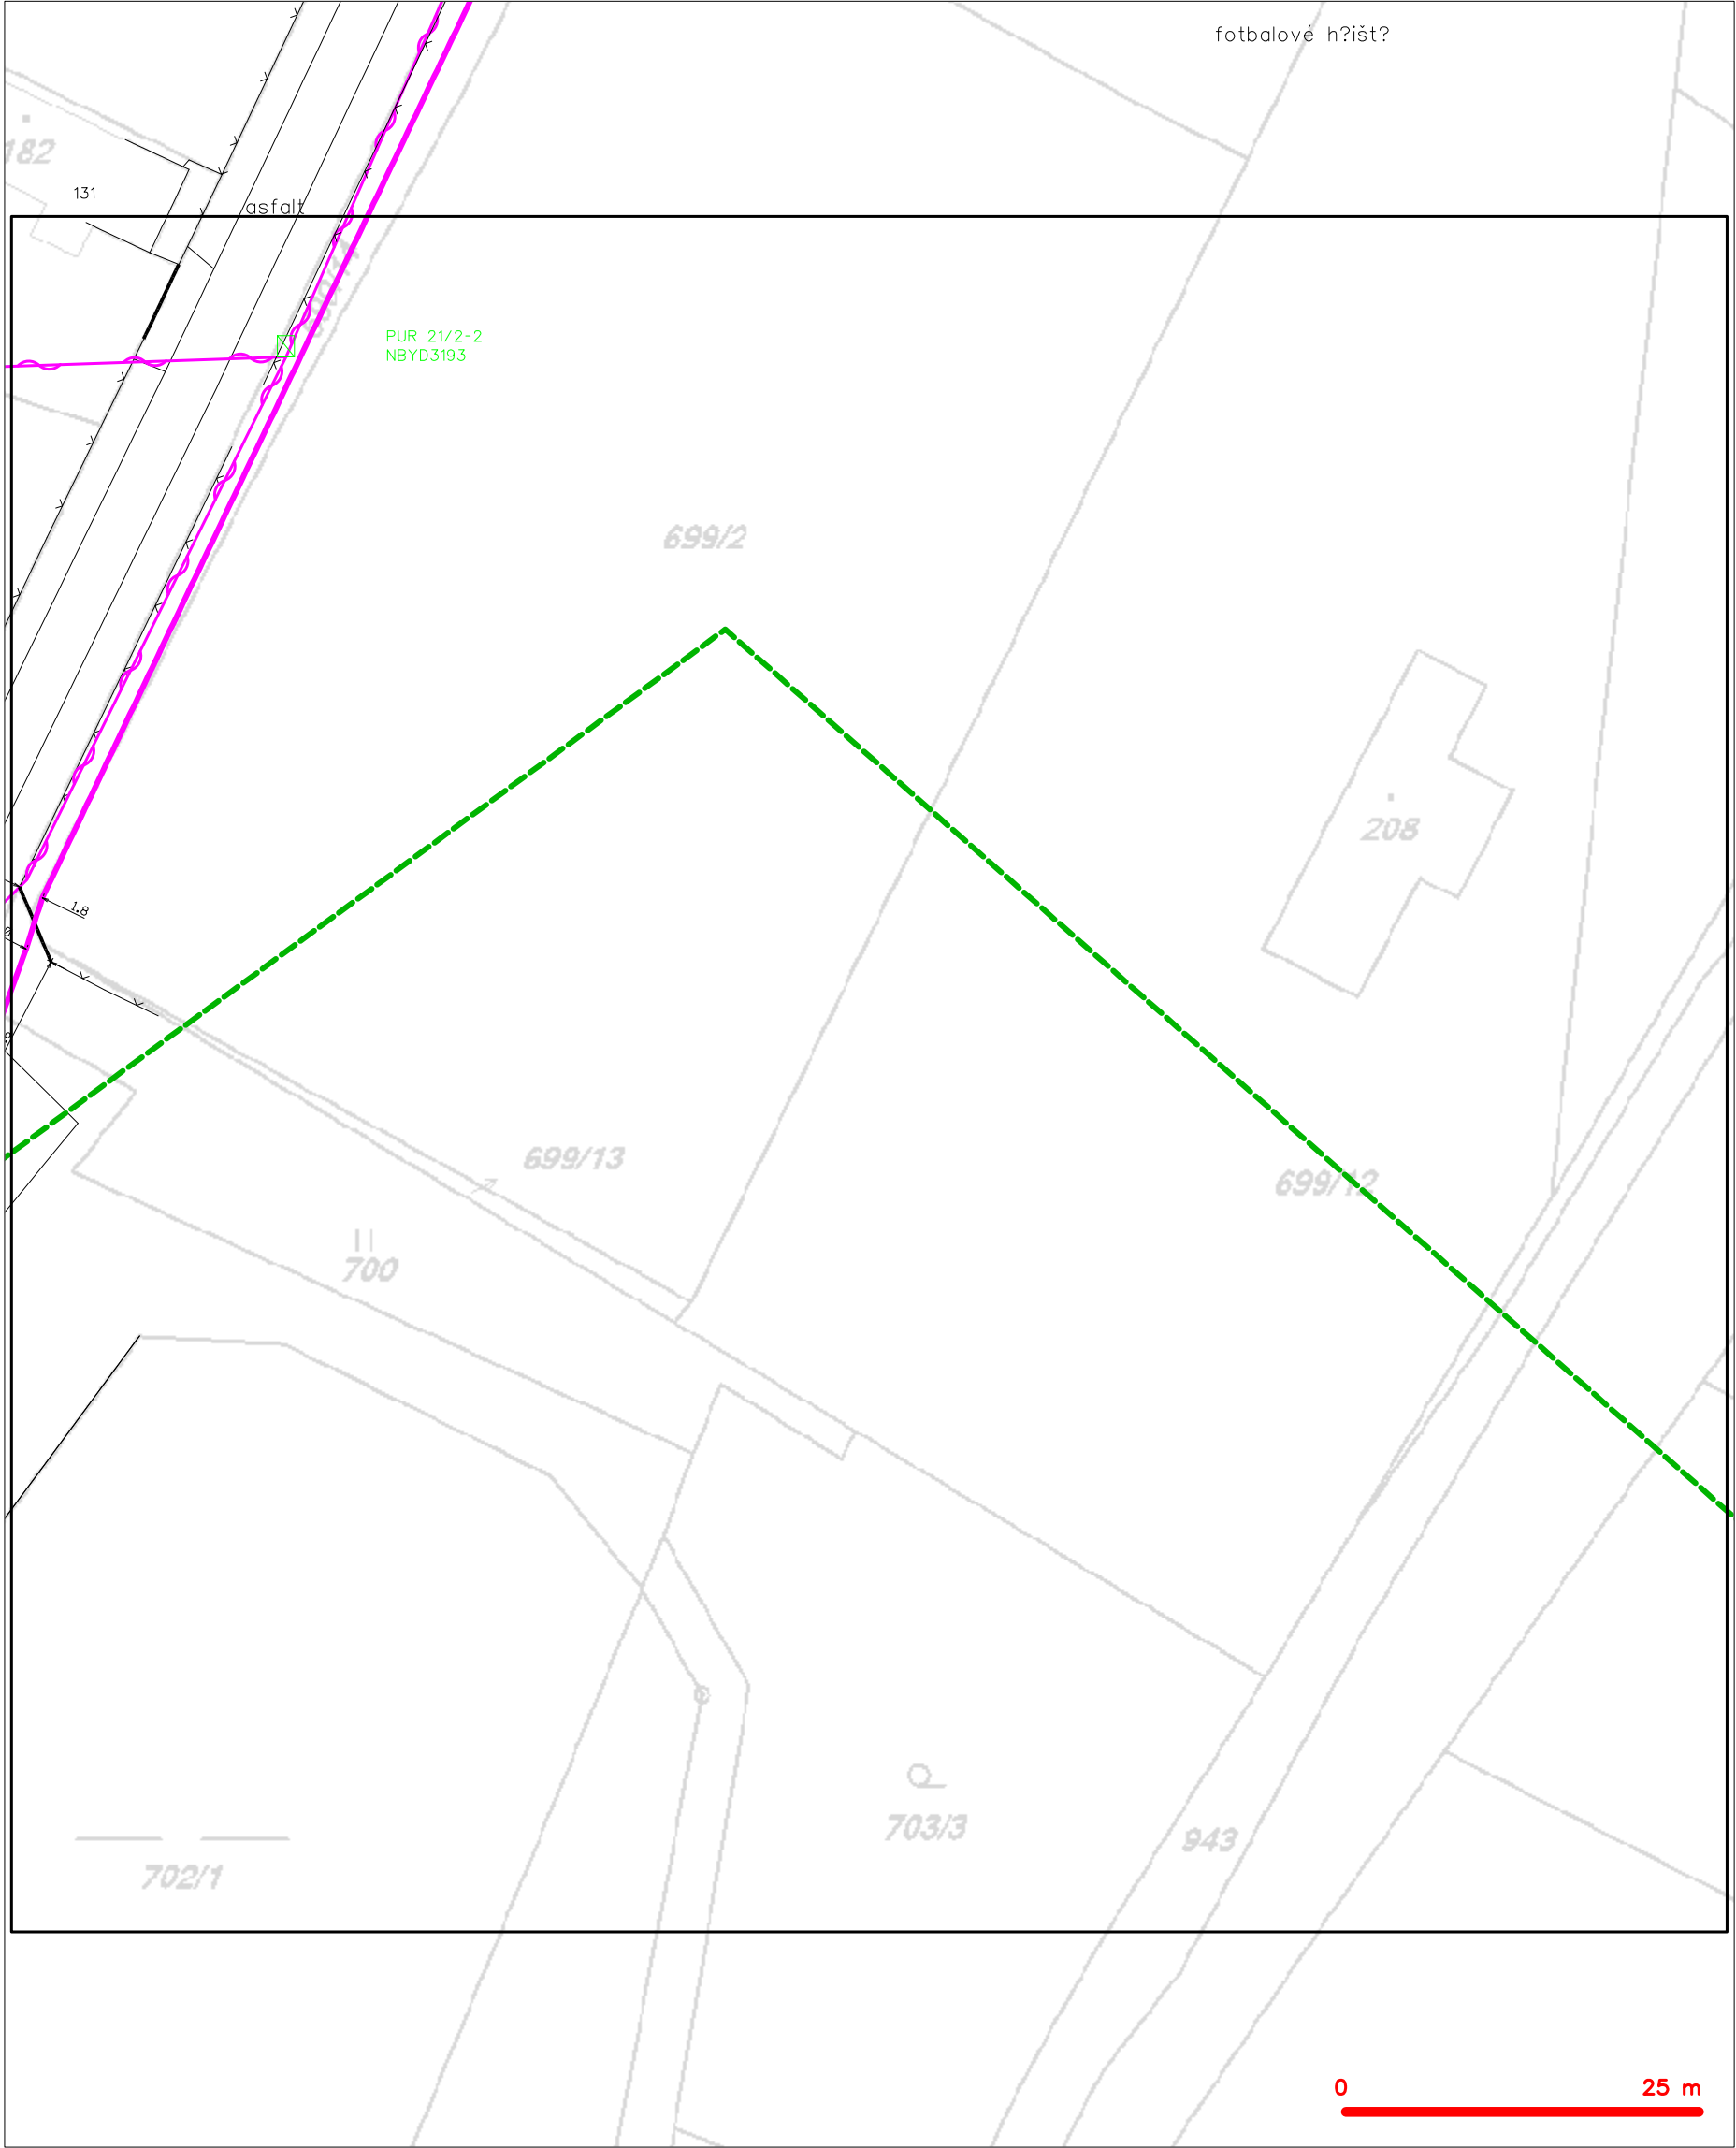 fotbalové h?išt?
182
131
asfalt
PUR 21/2-2
NBYD3193
699/2
208
1.8
699/13
699/12
700
703/3
943
702/1
0 25 m